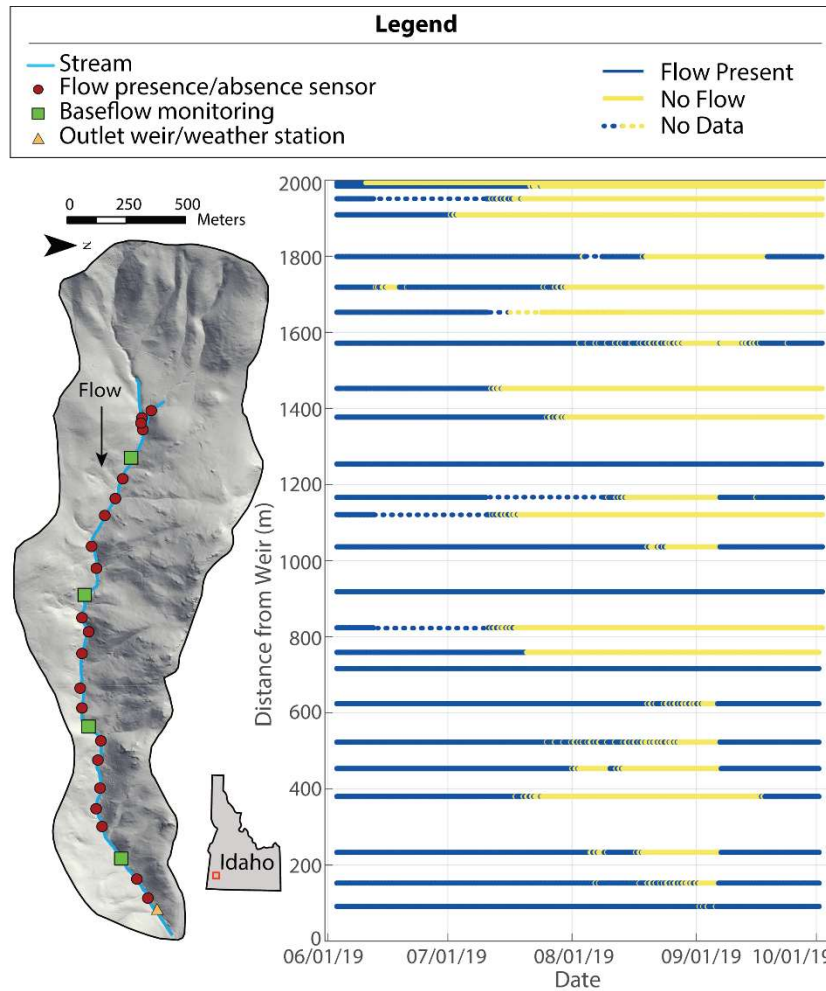 Legend
Stream
Flow presence/absence sensor
Baseflow monitoring
Outlet weir/weather station
Flow Present
No Flow
No Data
0 250 500
Meters
N
Flow
Idaho
Distance from Weir (m)
2000
1800
1600
1400
1200
1000
800
600
400
200
0
06/01/19 07/01/19 08/01/19 09/01/19 10/01/19
Date